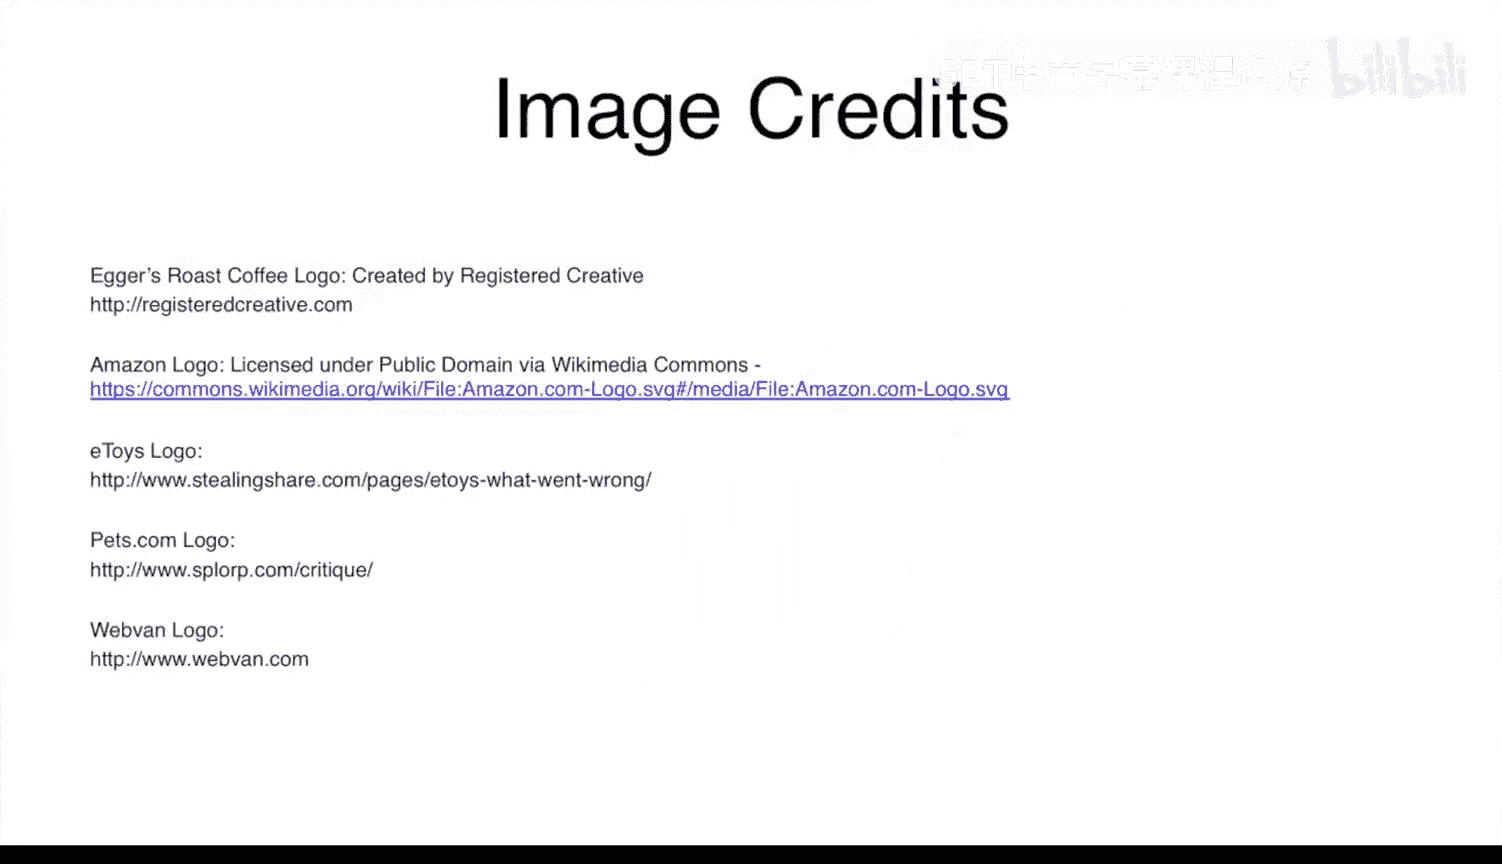 Image Credits
bilibili
Egger’s Roast Coffee Logo: Created by Registered Creative
http://registeredcreative.com
Amazon Logo: Licensed under Public Domain via Wikimedia Commons -
https://commons.wikimedia.org/wiki/File:Amazon.com-Logo.svg#/media/File:Amazon.com-Logo.svg
eToys Logo:
http://www.stealingshare.com/pages/etoys-what-went-wrong/
Pets.com Logo:
http://www.splorp.com/critique/
Webvan Logo:
http://www.webvan.com